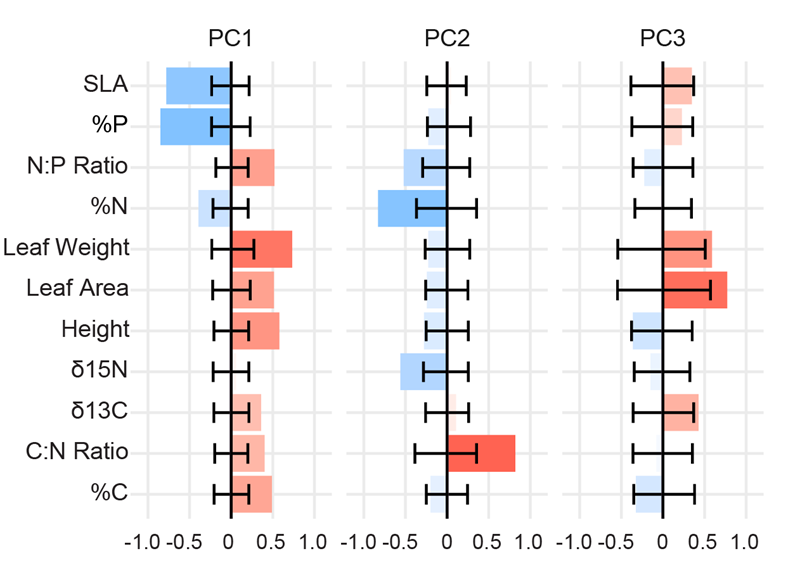 PC1 PC2 PC3
SLA
%P
N:P Ratio
%N
Leaf Weight
Leaf Area
Height
δ15N
δ13C
C:N Ratio
%C
-1.0 -0.5 0 0.5 1.0 -1.0 -0.5 0 0.5 1.0 -1.0 -0.5 0 0.5 1.0